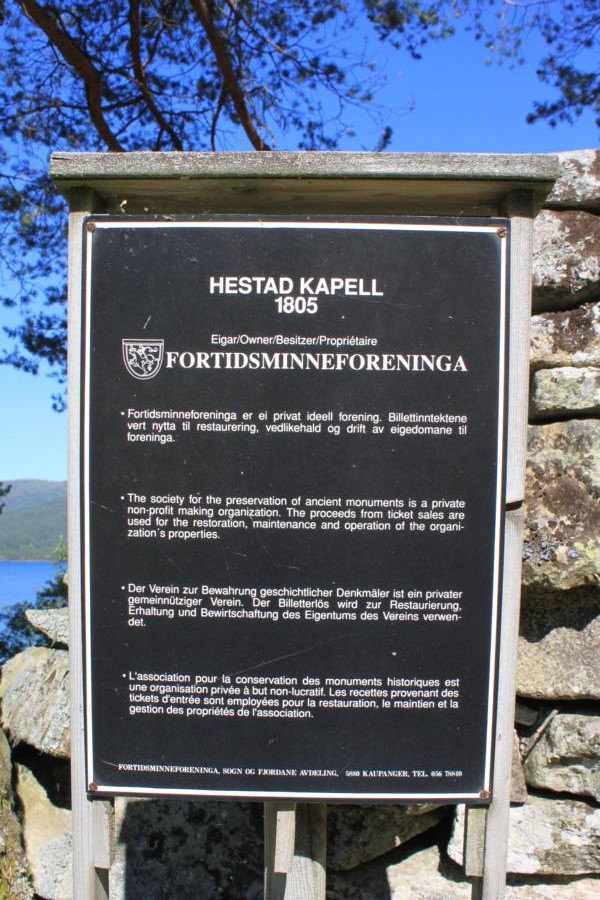 HESTAD KAPELL
1805
Eigar/Owner/Besitzer/Propriétaire
FORTIDSMINNEFORENINGA
• Fortidsminneforeninga er ei privat ideell forening. Billettinntektene
vert nytta til restaurering, vedlikehald og drift av eigedomane til
foreninga.
• The society for the preservation of ancient monuments is a private
non-profit making organization. The proceeds from ticket sales are
used for the restoration, maintenance and operation of the organi-
zation´s properties.
• Der Verein zur Bewahrung geschichtlicher Denkmäler ist ein privater
gemeinnütziger Verein. Der Billetterlös wird zur Restaurierung,
Erhaltung und Bewirtschaftung des Eigentums des Vereins verwen-
det.
• L'association pour la conservation des monuments historiques est
une organisation privée à but non-lucratif. Les recettes provenant des
tickets d'entrée sont employées pour la restauration, le maintien et la
gestion des propriétés de l'association.
FORTIDSMINNEFORENINGA, SOGN OG FJORDANE AVDELING, 5880 KAUPANGER, TEL. 056 78840